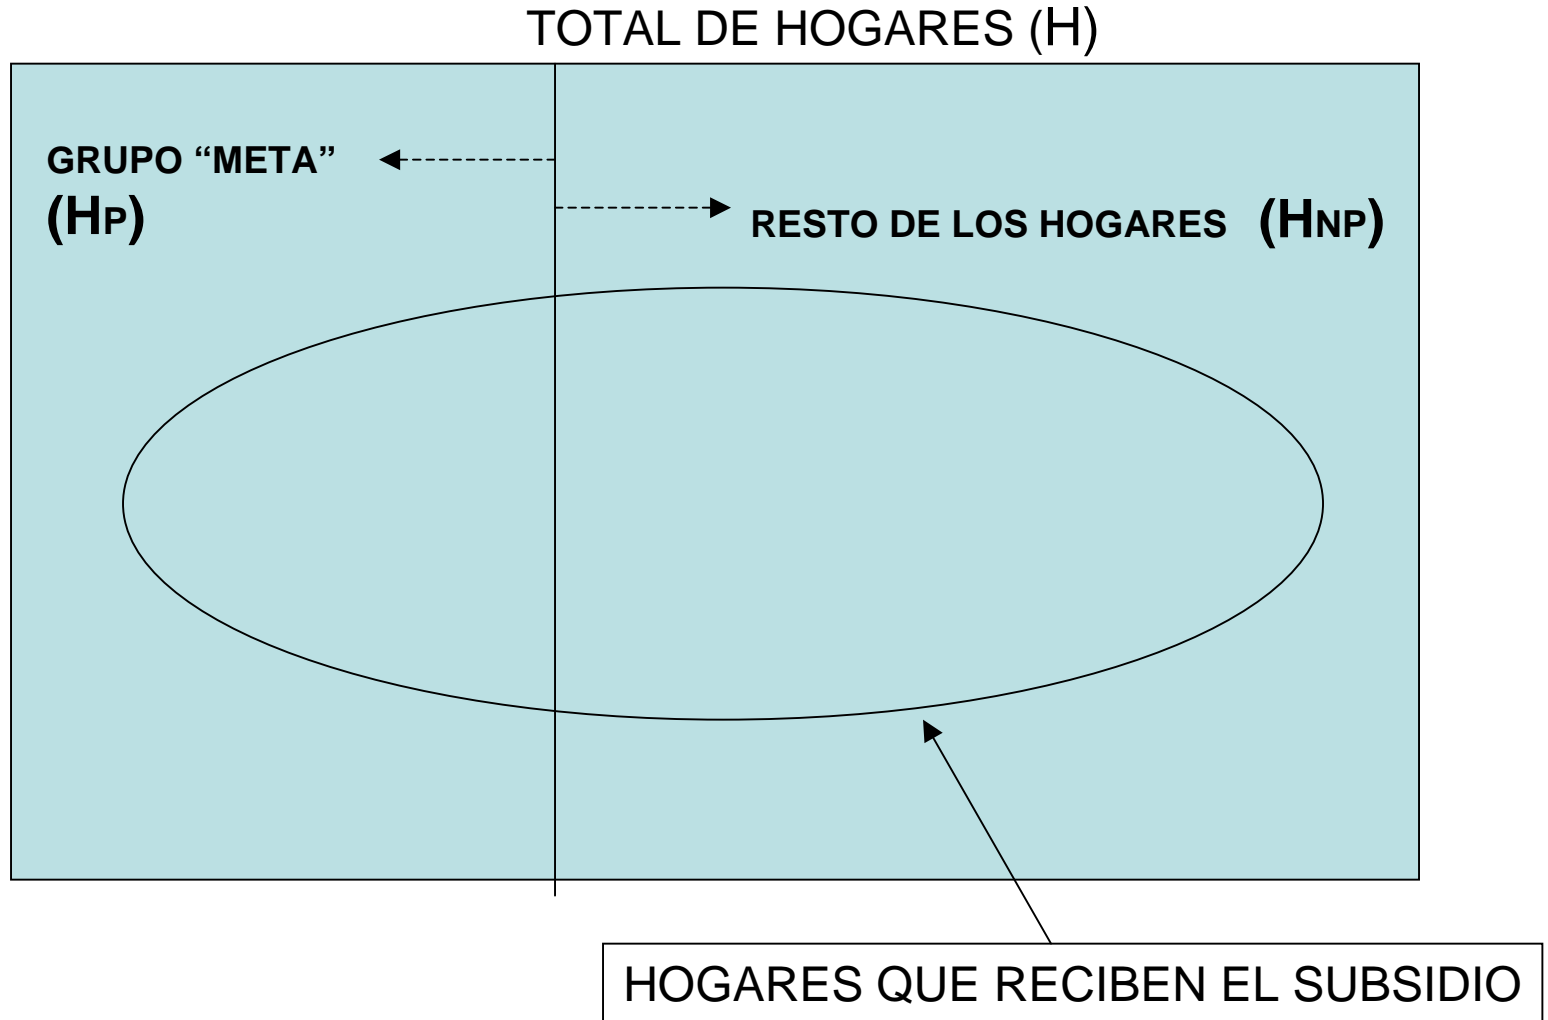 TOTAL DE HOGARES (H)
GRUPO “META”
(HP)
RESTO DE LOS HOGARES (HNP)
HOGARES QUE RECIBEN EL SUBSIDIO